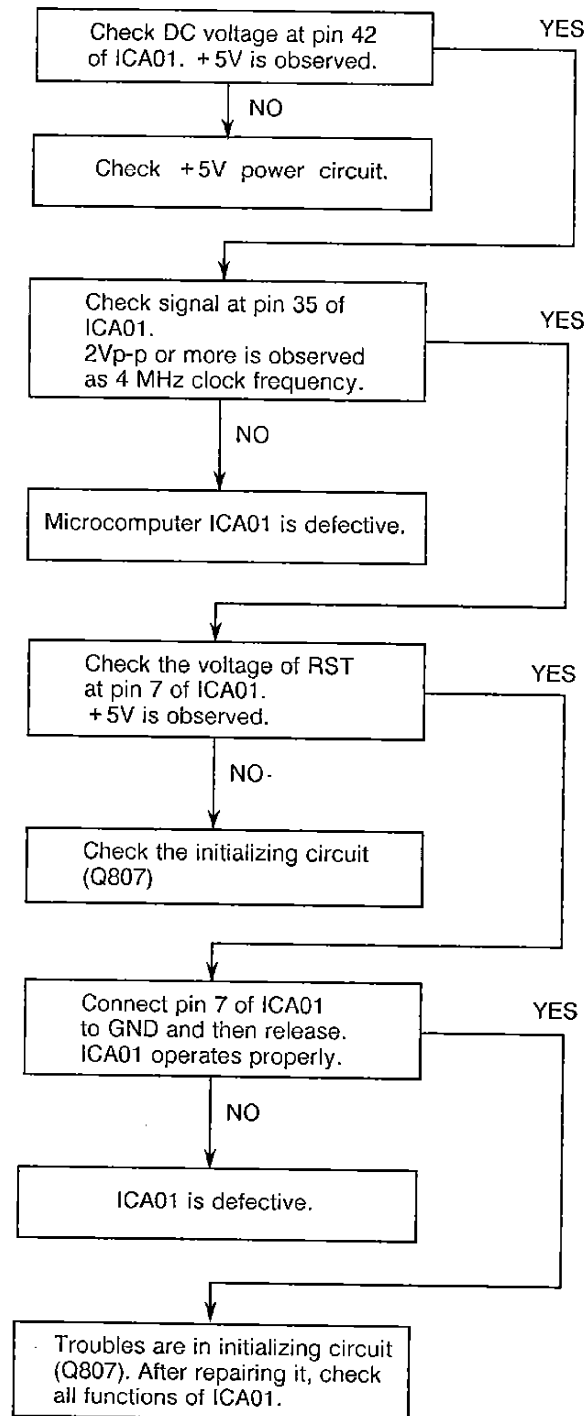 Check DC voltage at pin 42
of ICA01. +5V is observed.
YES
NO
Check +5V power circuit.
Check signal at pin 35 of
ICA01.
2Vp-p or more is observed
as 4 MHz clock frequency.
YES
NO
Microcomputer ICA01 is defective.
Check the voltage of RST
at pin 7 of ICA01.
+5V is observed.
YES
NO-
Check the initializing circuit
(Q807)
Connect pin 7 of ICA01
to GND and then release.
ICA01 operates properly.
YES
NO
ICA01 is defective.
Troubles are in initializing circuit
(Q807). After repairing it, check
all functions of ICA01.